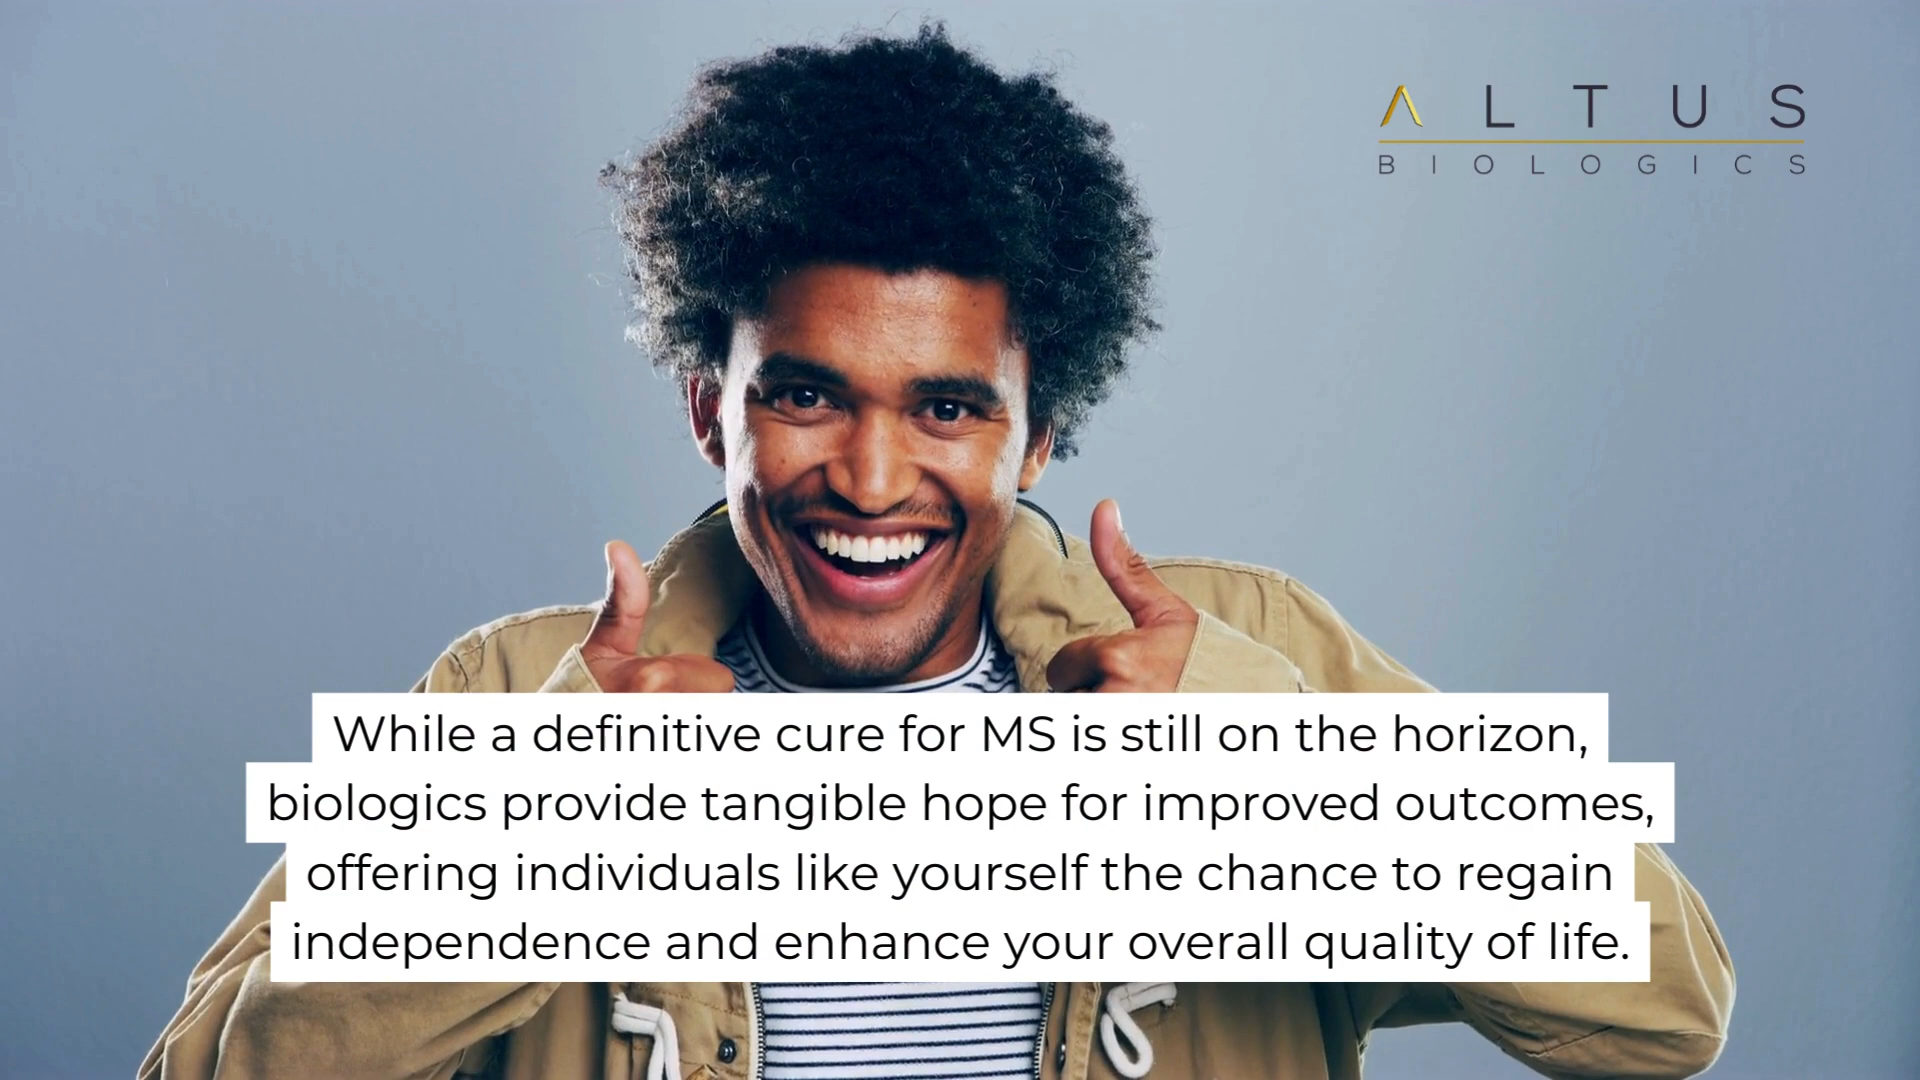 ALTUS
BIOLOGICS
While a definitive cure for MS is still on the horizon,
biologics provide tangible hope for improved outcomes,
offering individuals like yourself the chance to regain
independence and enhance your overall quality of life.